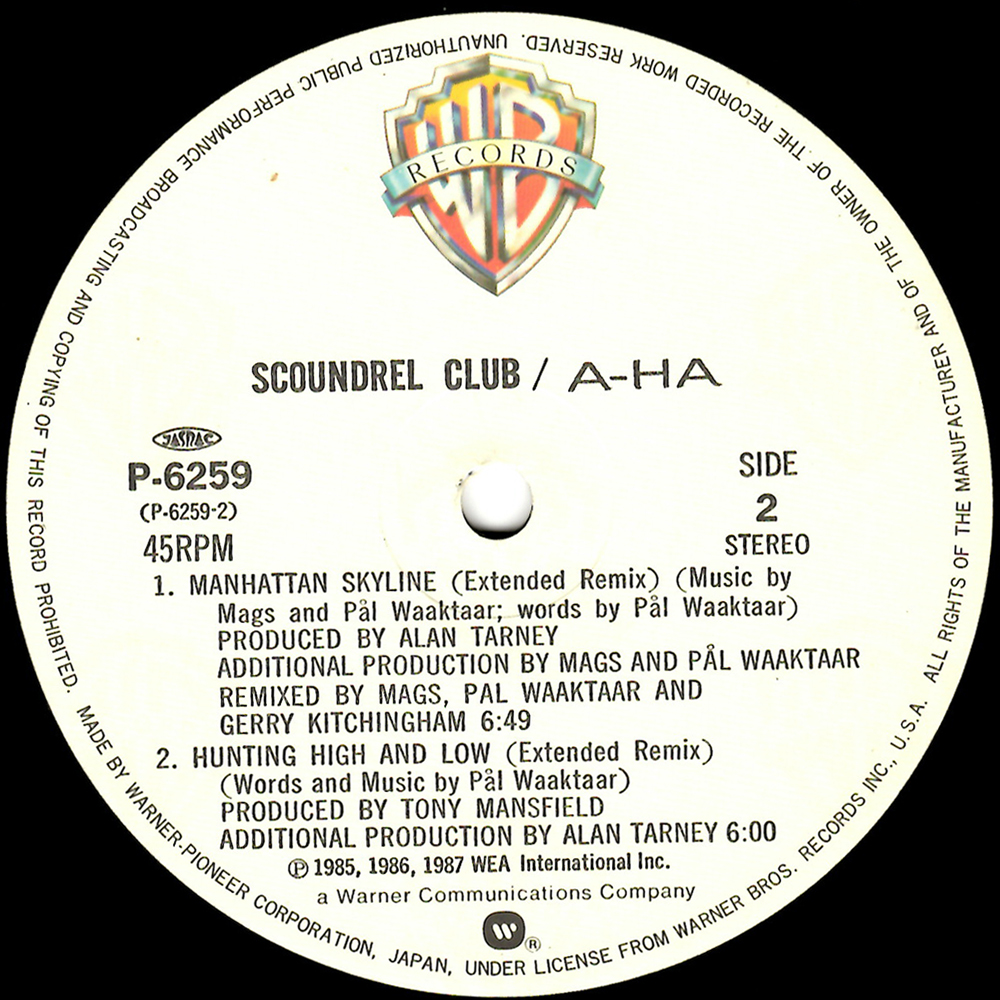 WB
RECORDS
SCOUNDREL CLUB / A-HA
JASRAC
P-6259
(P-6259-2)
45RPM
SIDE
2
STEREO
1. MANHATTAN SKYLINE (Extended Remix) (Music by
Mags and Pål Waaktaar; words by Pål Waaktaar)
PRODUCED BY ALAN TARNEY
ADDITIONAL PRODUCTION BY MAGS AND PÅL WAAKTAAR
REMIXED BY MAGS, PAL WAAKTAAR AND
GERRY KITCHINGHAM 6:49
2. HUNTING HIGH AND LOW (Extended Remix)
(Words and Music by Pål Waaktaar)
PRODUCED BY TONY MANSFIELD
ADDITIONAL PRODUCTION BY ALAN TARNEY 6:00
Ⓟ 1985, 1986, 1987 WEA International Inc.
a Warner Communications Company
W ®
MADE BY WARNER-PIONEER CORPORATION, JAPAN, UNDER LICENSE FROM WARNER BROS. RECORDS INC., U.S.A. ALL RIGHTS OF THE MANUFACTURER AND OF THE OWNER OF THE RECORDED WORK RESERVED. UNAUTHORIZED PUBLIC PERFORMANCE BROADCASTING AND COPYING OF THIS RECORD PROHIBITED.